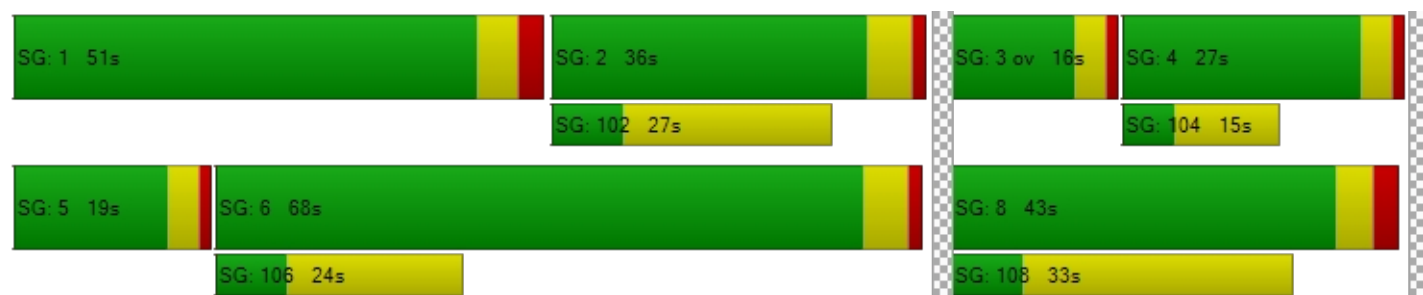 SG: 1 51s
SG: 2 36s
SG: 3 ov 16s
SG: 4 27s
SG: 102 27s
SG: 104 15s
SG: 5 19s
SG: 6 68s
SG: 8 43s
SG: 106 24s
SG: 108 33s